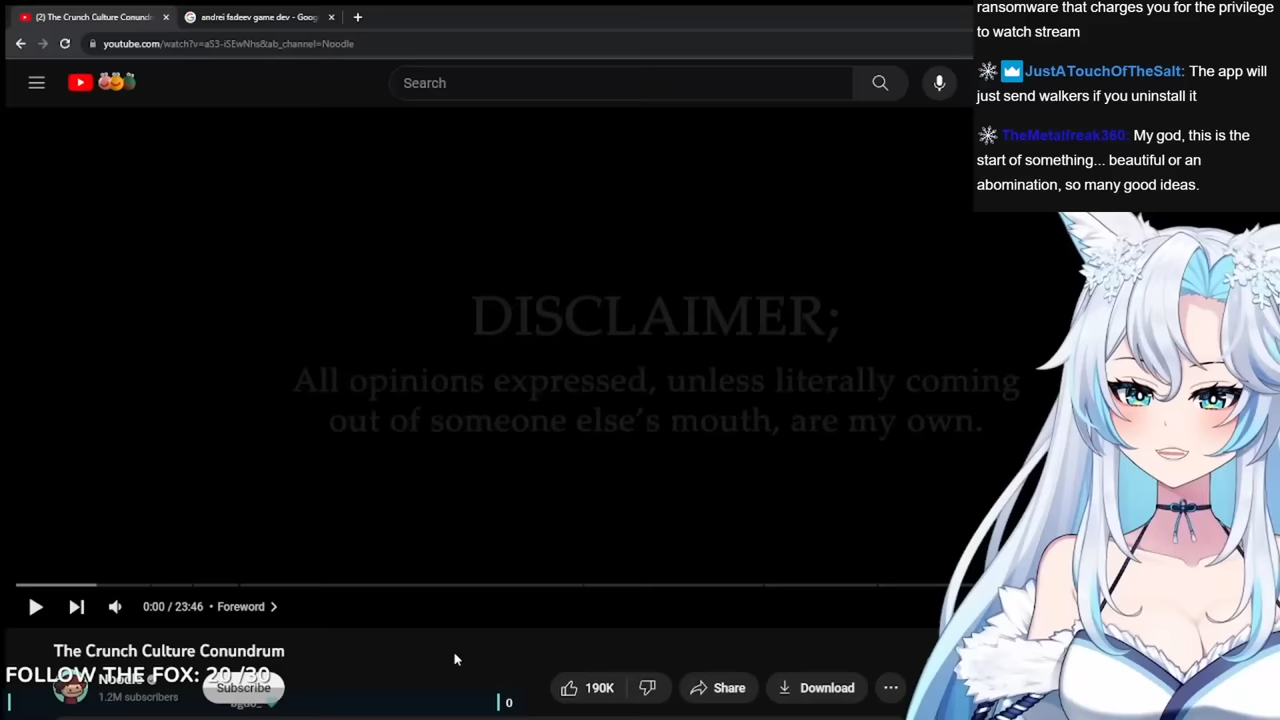 (2) The Crunch Culture Conund
andrei fadeev game dev - Goog
youtube.com/watch?v=aS3-iSEwNhs&ab_channel=Noodle
Search
ransomware that charges you for the privilege
to watch stream
JustATouchOfTheSalt: The app will
just send walkers if you uninstall it
TheMetalfreak360: My god, this is the
start of something... beautiful or an
abomination, so many good ideas.
DISCLAIMER;
All opinions expressed, unless literally coming
out of someone else's mouth, are my own.
0:00 / 23:46 • Foreword
The Crunch Culture Conundrum
FOLLOW THE FOX: 20 /30
Noodle
1.2M subscribers
Subscribe
190K
Share
Download
0